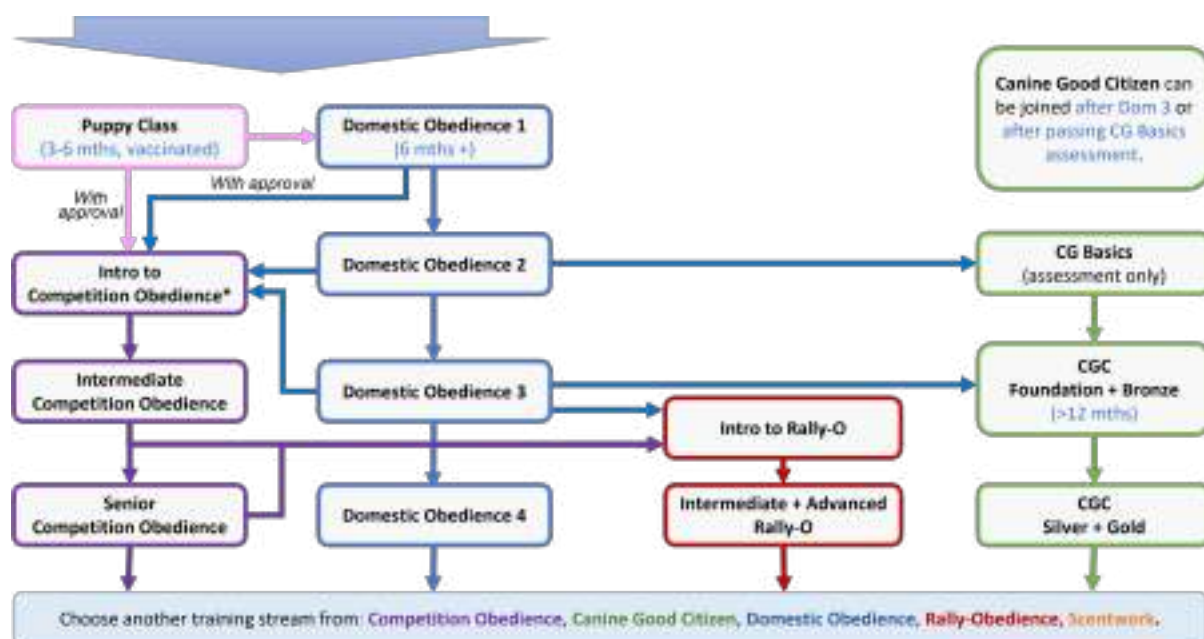 Canine Good Citizen can
be joined after Dom 3 or
after passing CG Basics
assessment.
Puppy Class
(3-6 mths, vaccinated)
Domestic Obedience 1
(6 mths +)
With approval
With
approval
Intro to
Competition Obedience*
Domestic Obedience 2
CG Basics
(assessment only)
Intermediate
Competition Obedience
Domestic Obedience 3
CGC
Foundation + Bronze
(>12 mths)
Intro to Rally-O
Senior
Competition Obedience
Domestic Obedience 4
Intermediate + Advanced
Rally-O
CGC
Silver + Gold
Choose another training stream from: Competition Obedience, Canine Good Citizen, Domestic Obedience, Rally-Obedience, Scentwork.